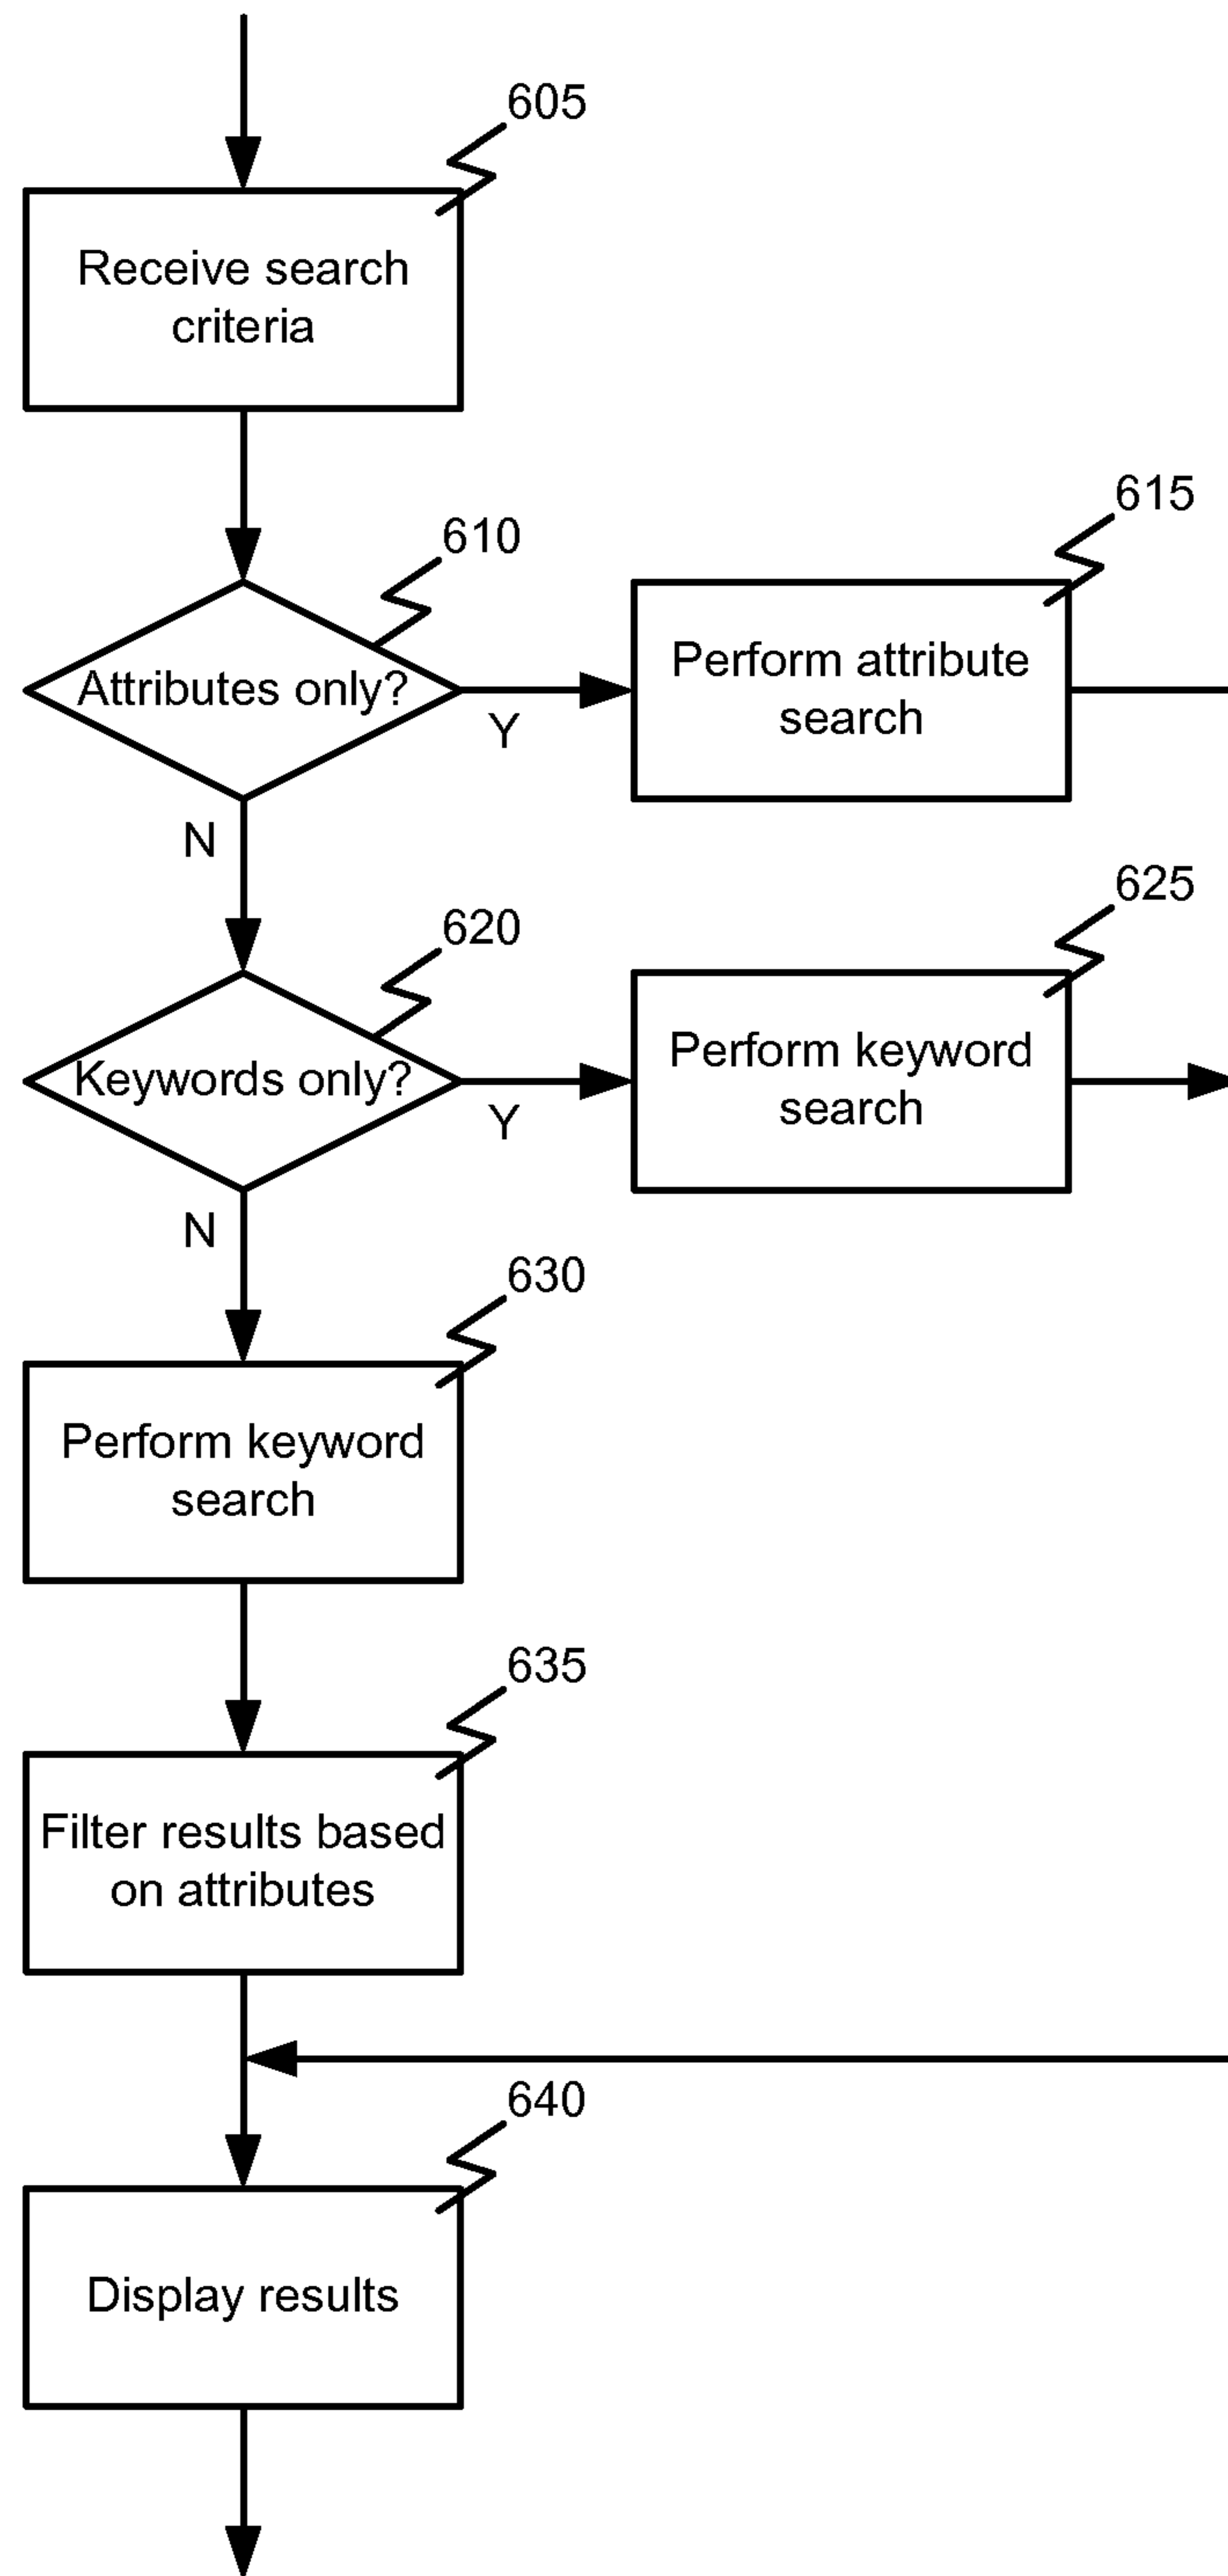 605
Receive search
criteria
610
Attributes only?
Y
N
615
Perform attribute
search
620
Keywords only?
Y
N
625
Perform keyword
search
630
Perform keyword
search
635
Filter results based
on attributes
640
Display results